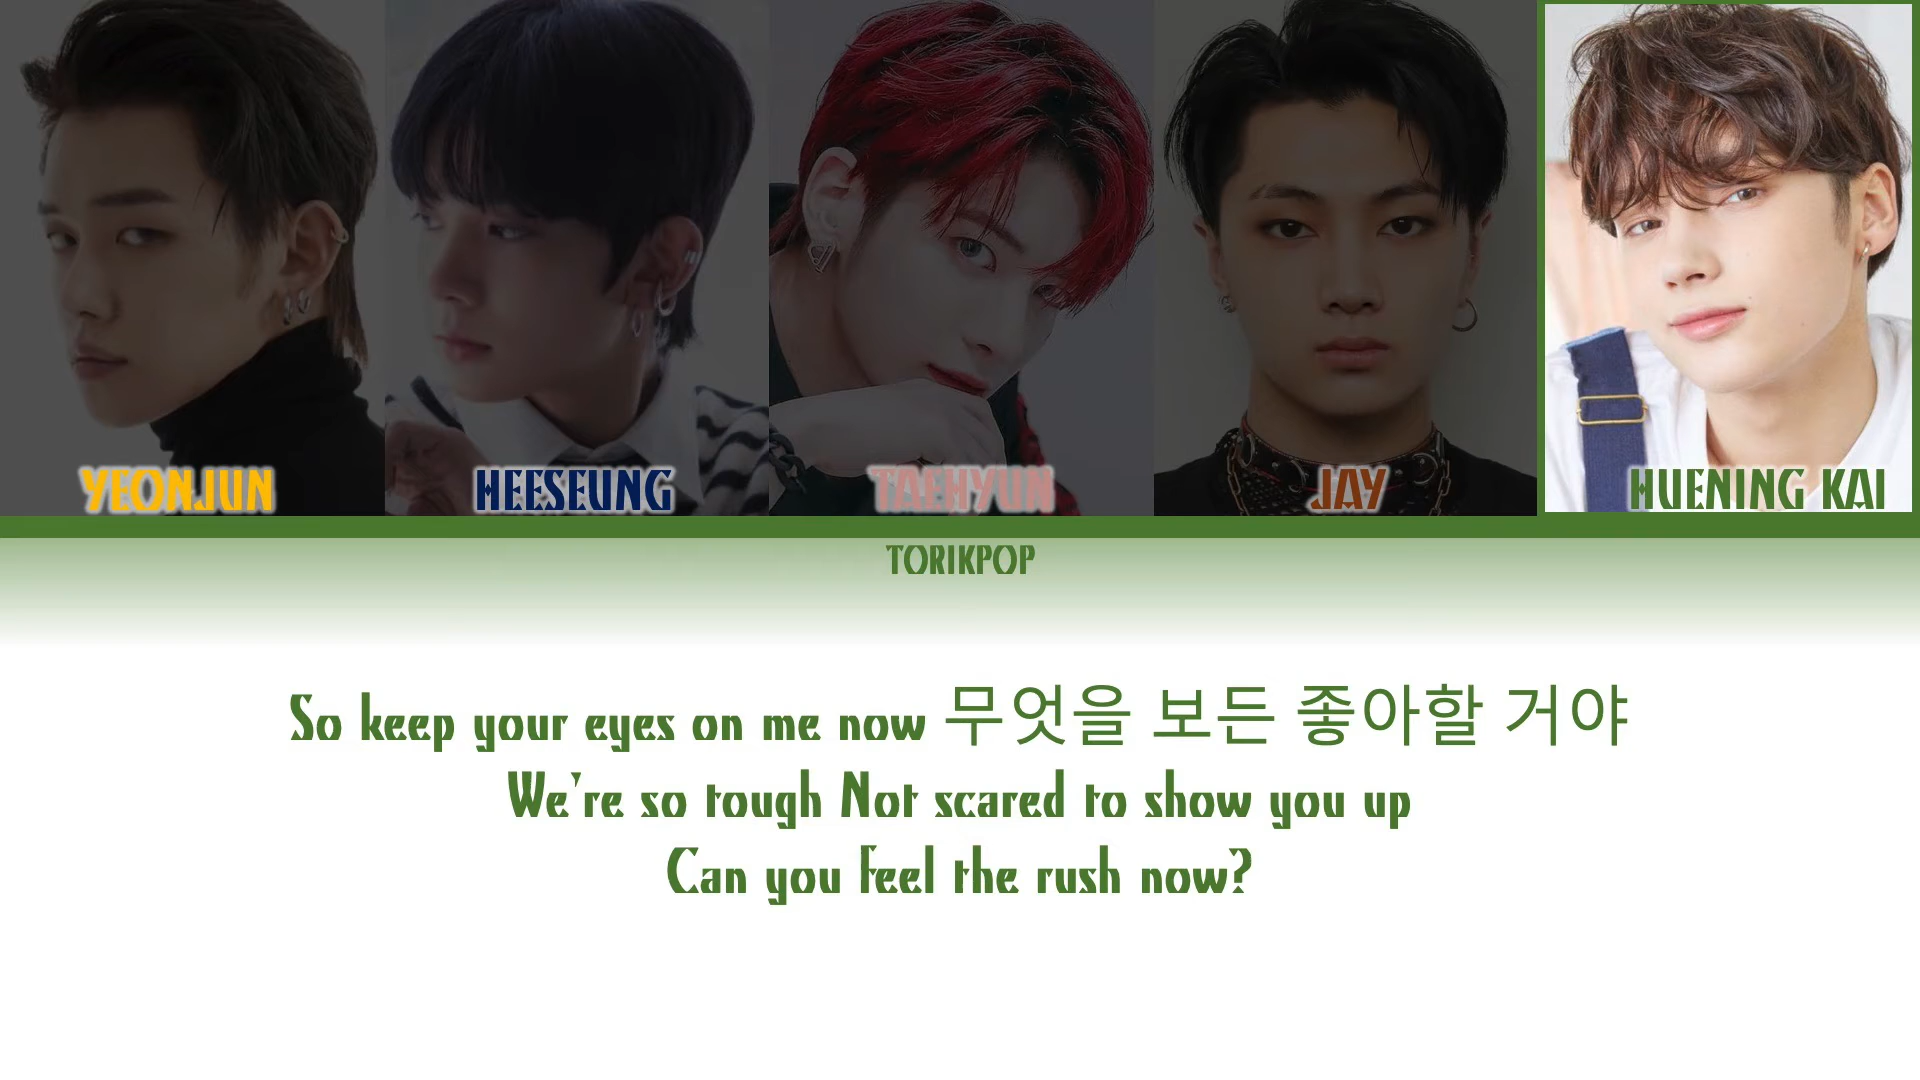 YEONJUN
HEESEUNG
TAEHYUN
JAY
HUENING KAI
TORIKPOP
So keep your eyes on me now 무엇을 보든 좋아할 거야
We're so tough Not scared to show you up
Can you feel the rush now?